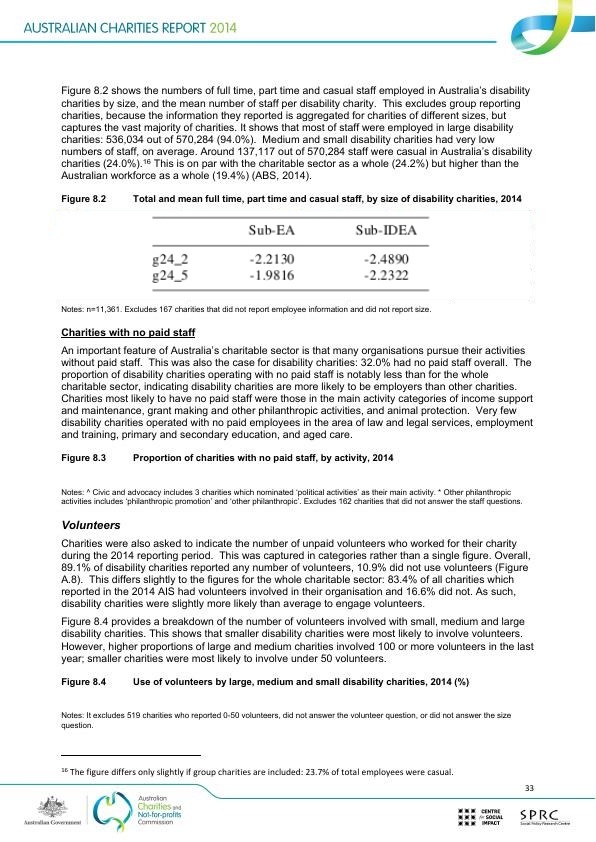 AUSTRALIAN CHARITIES REPORT 2014
Figure 8.2 shows the numbers of full time, part time and casual staff employed in Australia's disability
charities by size, and the mean number of staff per disability charity. This excludes group reporting
charities, because the information they reported is aggregated for charities of different sizes, but
captures the vast majority of charities. It shows that most of staff were employed in large disability
charities: 536,034 out of 570,284 (94.0%). Medium and small disability charities had very low
numbers of staff, on average. Around 137,117 out of 570,284 staff were casual in Australia's disability
charities (24.0%).16 This is on par with the charitable sector as a whole (24.2%) but higher than the
Australian workforce as a whole (19.4%) (ABS, 2014).
Figure 8.2 Total and mean full time, part time and casual staff, by size of disability charities, 2014
Sub-EA Sub-IDEA
g24_2 -2.2130 -2.4890
g24_5 -1.9816 -2.2322
Notes: n=11,361. Excludes 167 charities that did not report employee information and did not report size.
Charities with no paid staff
An important feature of Australia's charitable sector is that many organisations pursue their activities
without paid staff. This was also the case for disability charities: 32.0% had no paid staff overall. The
proportion of disability charities operating with no paid staff is notably less than for the whole
charitable sector, indicating disability charities are more likely to be employers than other charities.
Charities most likely to have no paid staff were those in the main activity categories of income support
and maintenance, grant making and other philanthropic activities, and animal protection. Very few
disability charities operated with no paid employees in the area of law and legal services, employment
and training, primary and secondary education, and aged care.
Figure 8.3 Proportion of charities with no paid staff, by activity, 2014
Notes: ^ Civic and advocacy includes 3 charities which nominated 'political activities' as their main activity. * Other philanthropic
activities includes 'philanthropic promotion' and 'other philanthropic'. Excludes 162 charities that did not answer the staff questions.
Volunteers
Charities were also asked to indicate the number of unpaid volunteers who worked for their charity
during the 2014 reporting period. This was captured in categories rather than a single figure. Overall,
89.1% of disability charities reported any number of volunteers, 10.9% did not use volunteers (Figure
A.8). This differs slightly to the figures for the whole charitable sector: 83.4% of all charities which
reported in the 2014 AIS had volunteers involved in their organisation and 16.6% did not. As such,
disability charities were slightly more likely than average to engage volunteers.
Figure 8.4 provides a breakdown of the number of volunteers involved with small, medium and large
disability charities. This shows that smaller disability charities were most likely to involve volunteers.
However, higher proportions of large and medium charities involved 100 or more volunteers in the last
year; smaller charities were most likely to involve under 50 volunteers.
Figure 8.4 Use of volunteers by large, medium and small disability charities, 2014 (%)
Notes: It excludes 519 charities who reported 0-50 volunteers, did not answer the volunteer question, or did not answer the size
question.
16 The figure differs only slightly if group charities are included: 23.7% of total employees were casual.
33
Australian Government
Australian
Charities and
Not-for-profits
Commission
CENTRE
for SOCIAL
IMPACT
SPRC
Social Policy Research Centre